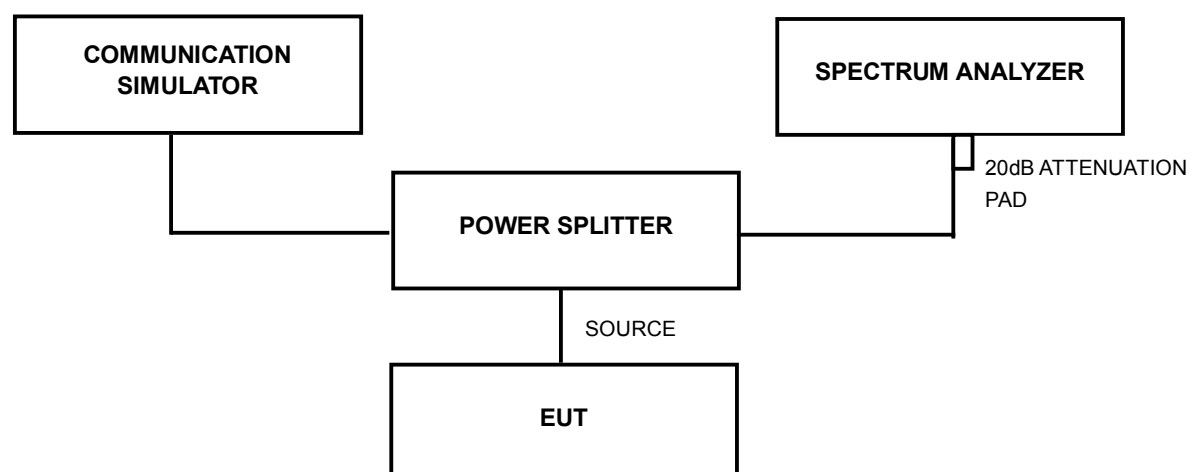 COMMUNICATION
SIMULATOR
SPECTRUM ANALYZER
20dB ATTENUATION
PAD
POWER SPLITTER
SOURCE
EUT